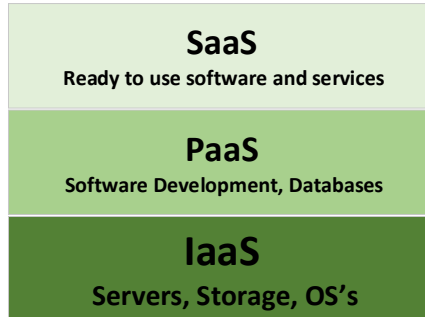 SaaS
Ready to use software and services
PaaS
Software Development, Databases
IaaS
Servers, Storage, OS’s